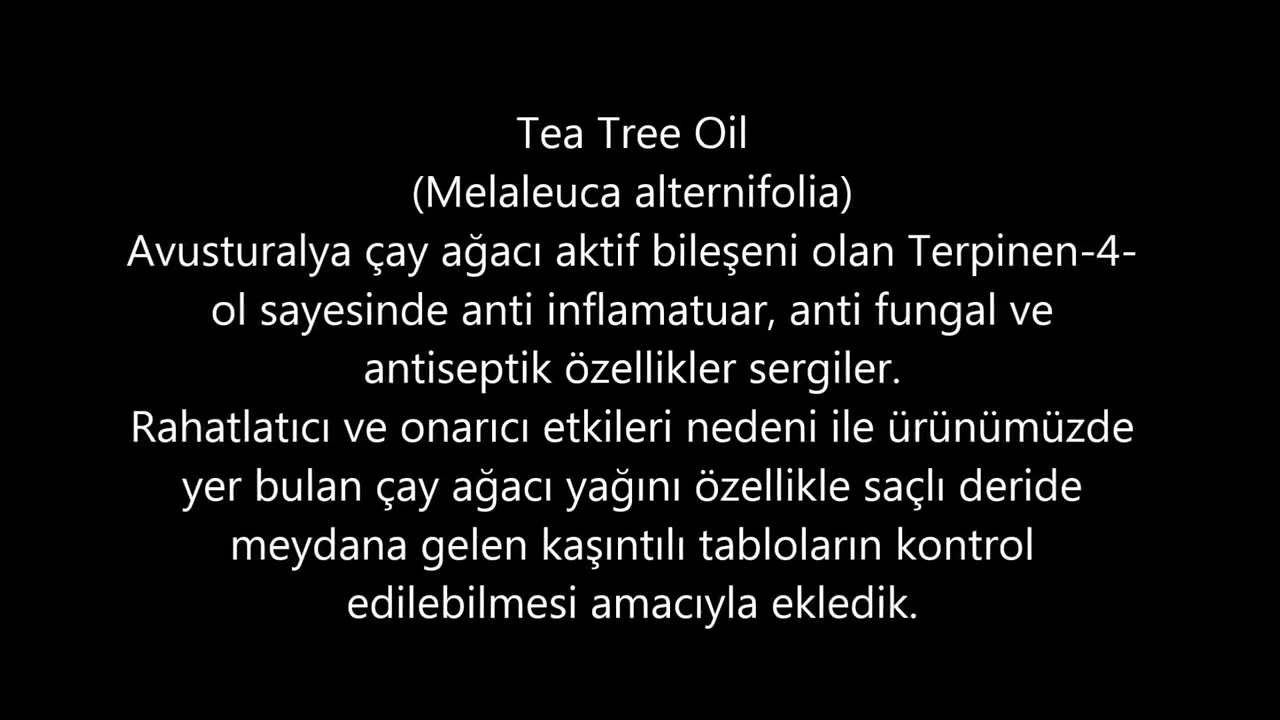 Tea Tree Oil
(Melaleuca alternifolia)
Avusturalya çay ağacı aktif bileşeni olan Terpinen-4-
ol sayesinde anti inflamatuar, anti fungal ve
antiseptik özellikler sergiler.
Rahatlatıcı ve onarıcı etkileri nedeni ile ürünümüzde
yer bulan çay ağacı yağını özellikle saçlı deride
meydana gelen kaşıntılı tabloların kontrol
edilebilmesi amacıyla ekledik.